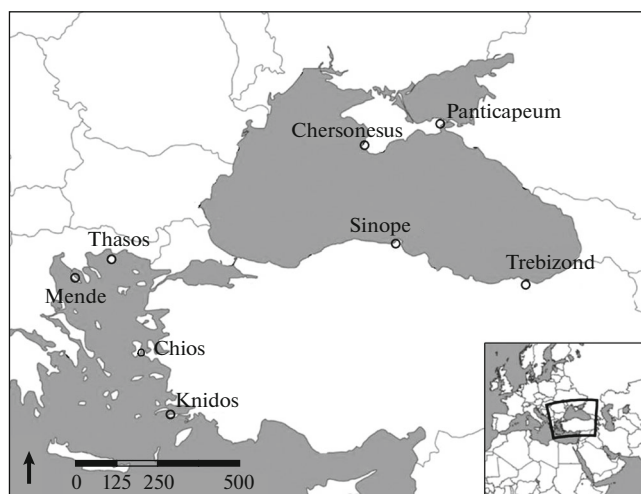 Panticapeum
Chersonesus
Sinope
Thasos
Trebizond
Mende
Chios
Knidos
0 125 250 500